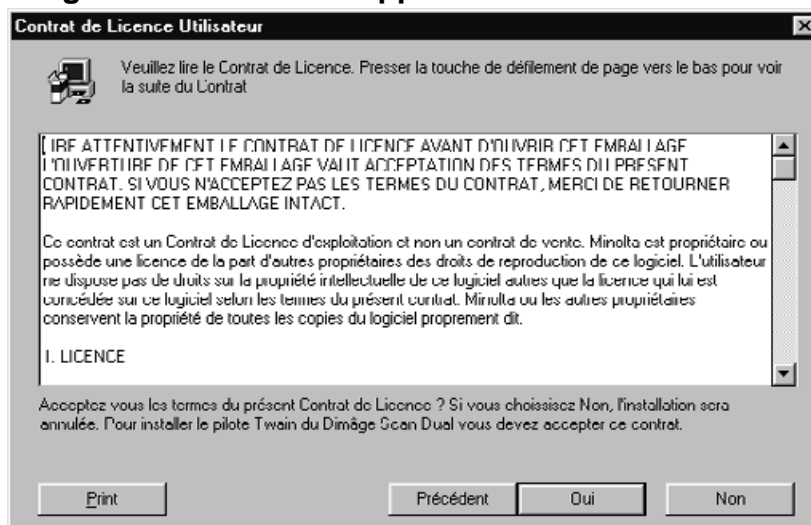 Contrat de Licence Utilisateur
Veuillez lire le Contrat de Licence. Presser la touche de défilement de page vers le bas pour voir
la suite du Contrat
LIRE ATTENTIVEMENT LE CONTRAT DE LICENCE AVANT D'OUVRIR CET EMBALLAGE
L'OUVERTURE DE CET EMBALLAGE VAUT ACCEPTATION DES TERMES DU PRESENT
CONTRAT. SI VOUS N'ACCEPTEZ PAS LES TERMES DU CONTRAT, MERCI DE RETOURNER
RAPIDEMENT CET EMBALLAGE INTACT.
Ce contrat est un Contrat de Licence d'exploitation et non un contrat de vente. Minolta est propriétaire ou
possède une licence de la part d'autres propriétaires des droits de reproduction de ce logiciel. L'utilisateur
ne dispose pas de droits sur la propriété intellectuelle de ce logiciel autres que la licence qui lui est
concédée sur ce logiciel selon les termes du présent contrat. Minolta ou les autres propriétaires
conservent la propriété de toutes les copies du logiciel proprement dit.
I. LICENCE
Acceptez vous les termes du présent Contrat de Licence ? Si vous choissisez Non, l'installation sera
annulée. Pour installer le pilote Twain du Dimâge Scan Dual vous devez accepter ce contrat.
Print
Précédent
Oui
Non